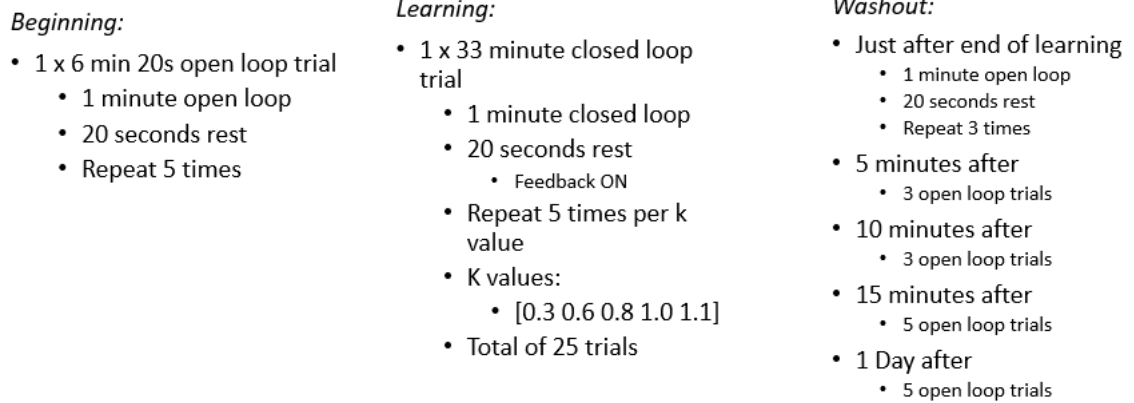 Beginning:
• 1 x 6 min 20s open loop trial
• 1 minute open loop
• 20 seconds rest
• Repeat 5 times
Learning:
• 1 x 33 minute closed loop
trial
• 1 minute closed loop
• 20 seconds rest
• Feedback ON
• Repeat 5 times per k
value
• K values:
• [0.3 0.6 0.8 1.0 1.1]
• Total of 25 trials
Washout:
• Just after end of learning
• 1 minute open loop
• 20 seconds rest
• Repeat 3 times
• 5 minutes after
• 3 open loop trials
• 10 minutes after
• 3 open loop trials
• 15 minutes after
• 5 open loop trials
• 1 Day after
• 5 open loop trials